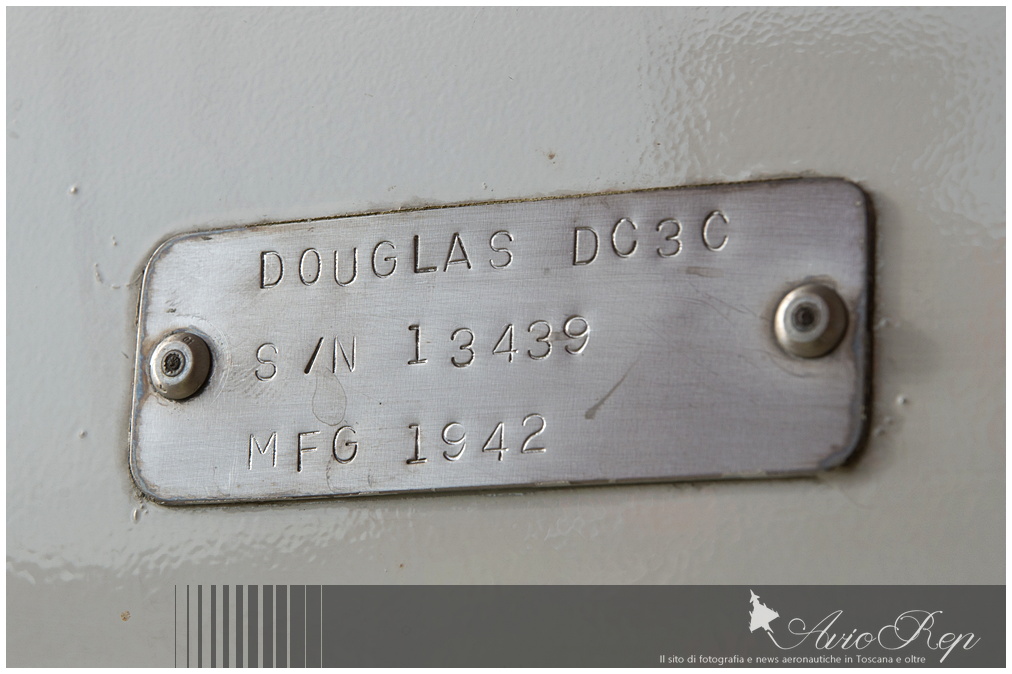 DOUGLAS DC3C
S/N 13439
MFG 1942
AvioRep
Il sito di fotografia e news aeronautiche in Toscana e oltre